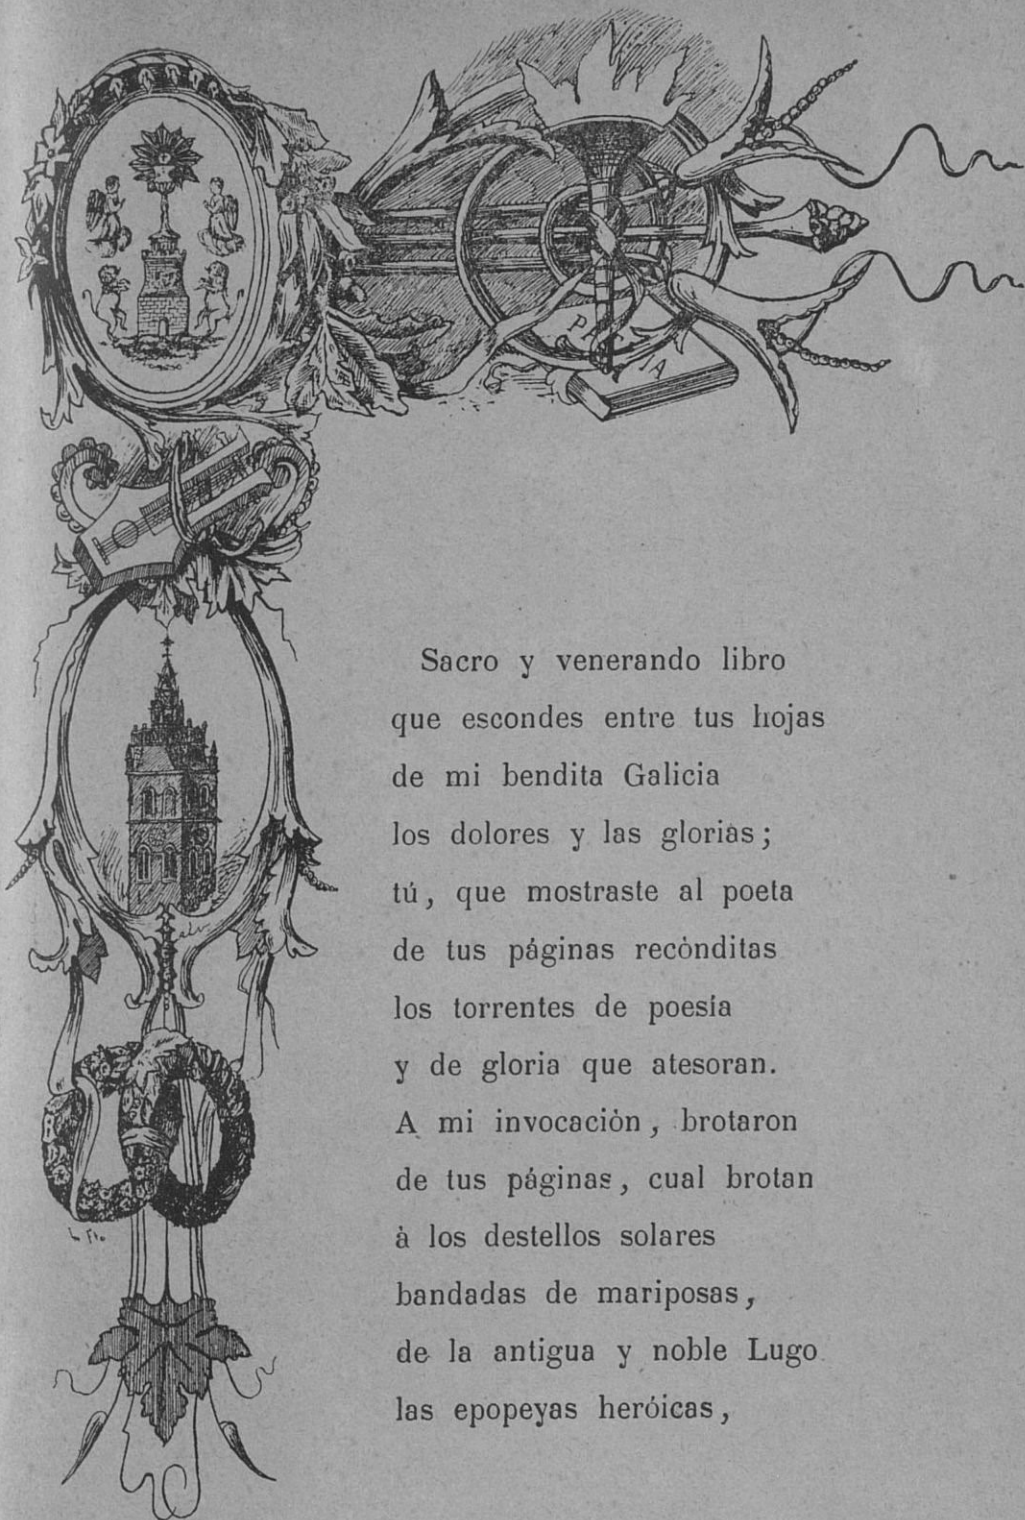 Sacro y venerando libro
que escondes entre tus hojas
de mi bendita Galicia
los dolores y las glorias;
tú, que mostraste al poeta
de tus páginas recònditas
los torrentes de poesía
y de gloria que atesoran.
A mi invocaciòn, brotaron
de tus páginas, cual brotan
à los destellos solares
bandadas de mariposas,
de la antigua y noble Lugo
las epopeyas heróicas,